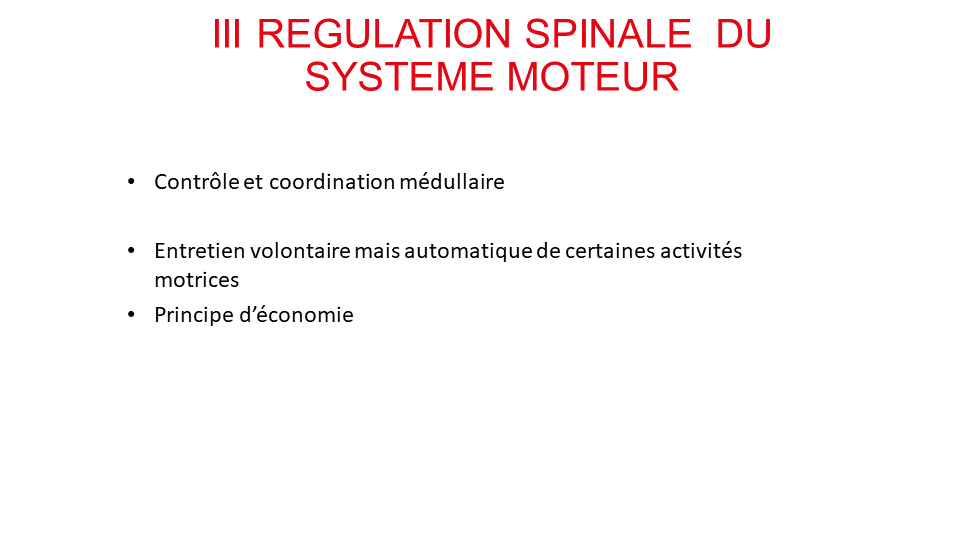 III REGULATION SPINALE DU
SYSTEME MOTEUR
• Contrôle et coordination médullaire
• Entretien volontaire mais automatique de certaines activités
motrices
• Principe d’économie